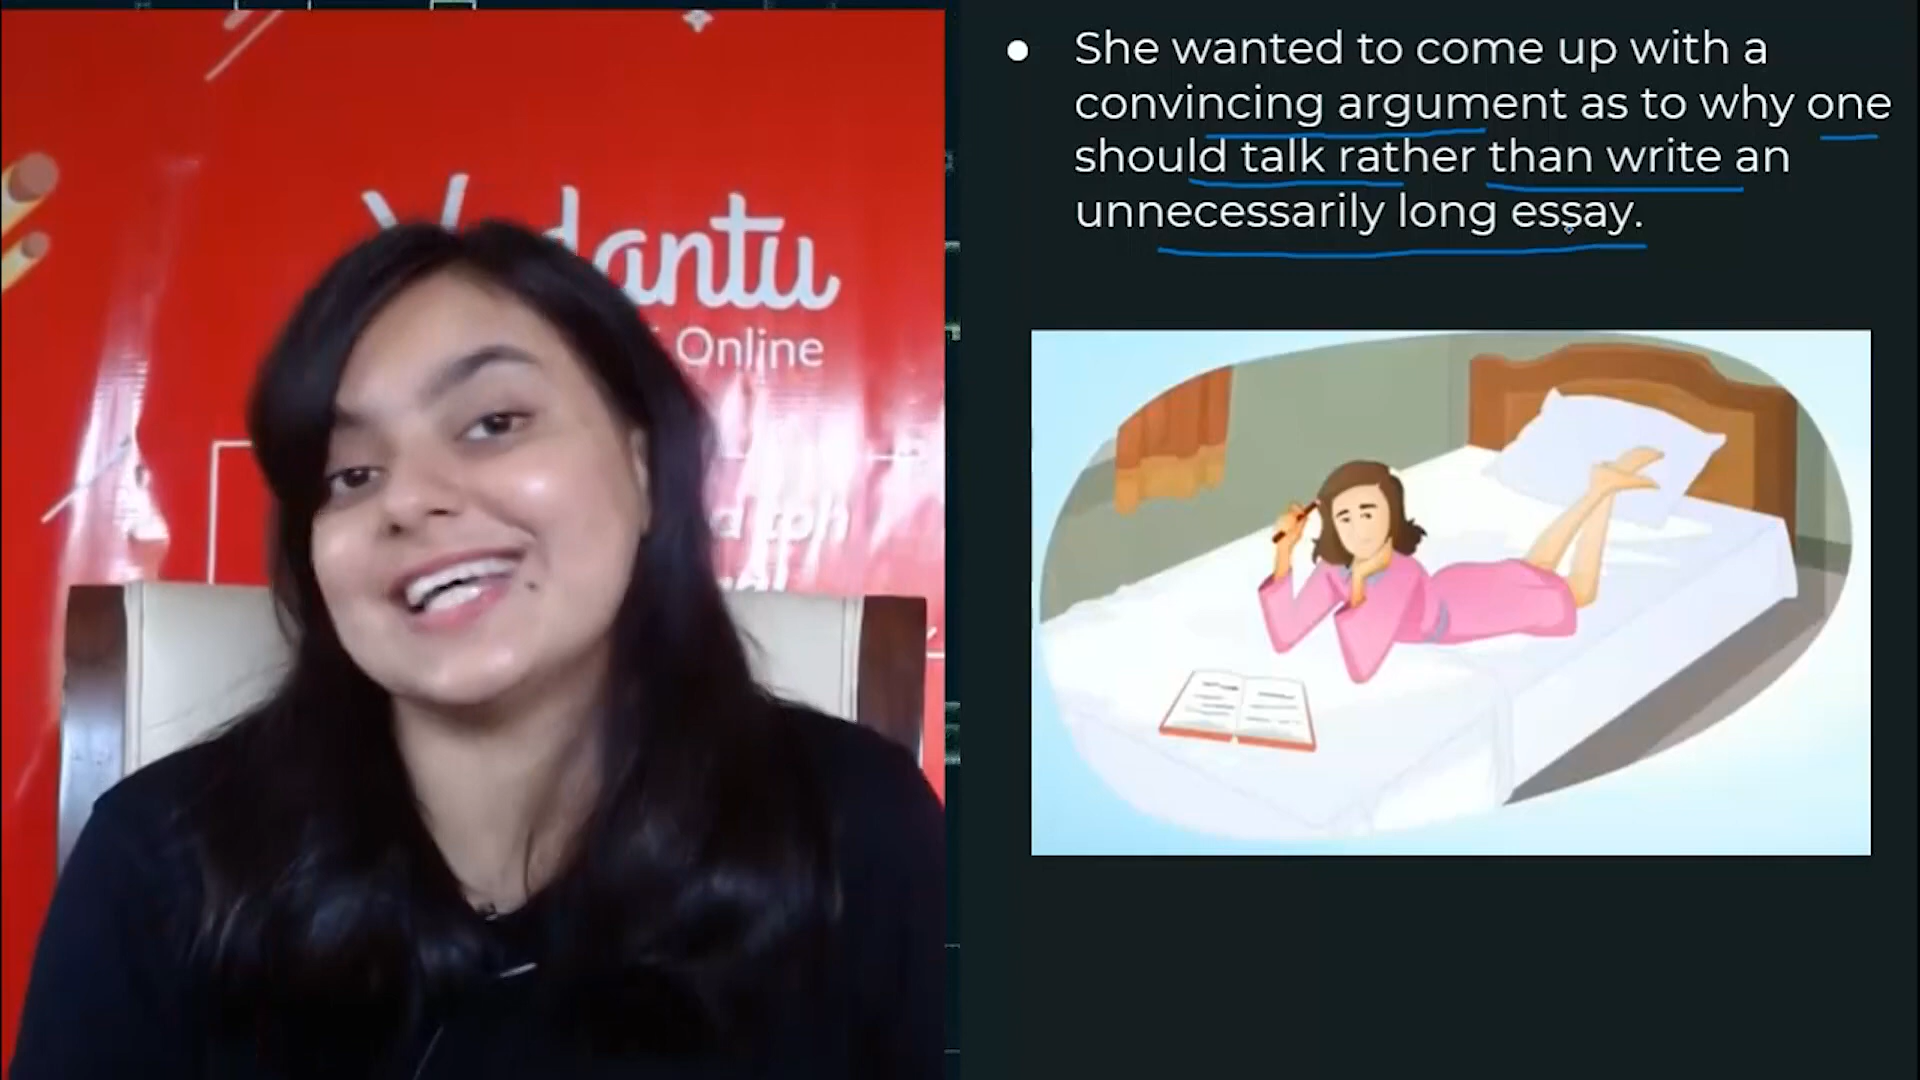 Vedantu
Online
She wanted to come up with a
convincing argument as to why one
should talk rather than write an
unnecessarily long essay.